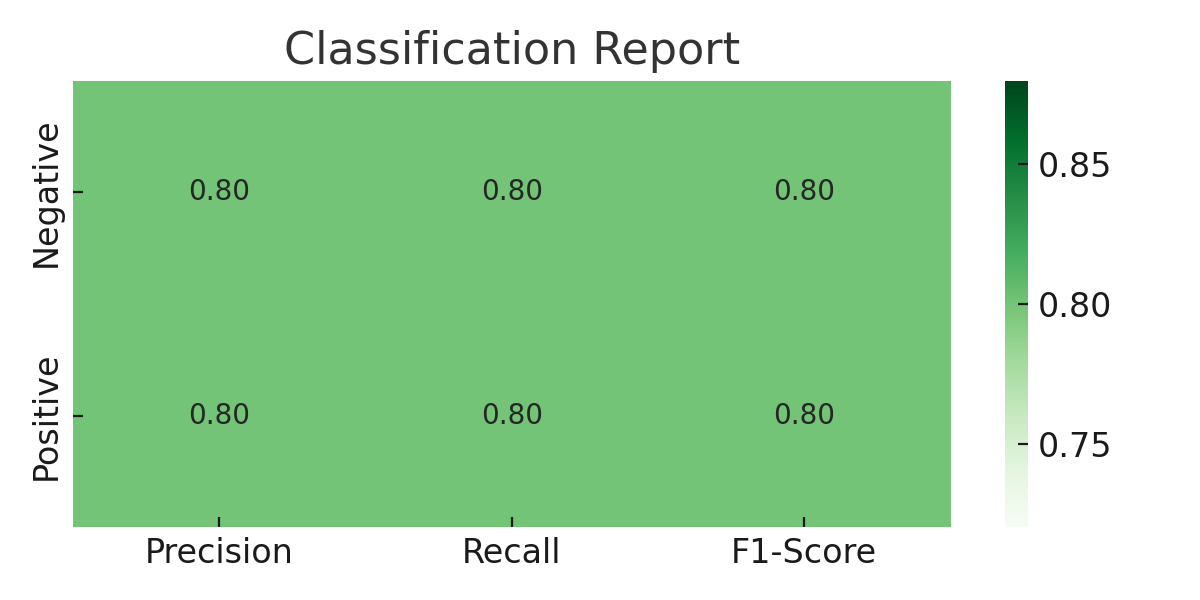 Classification Report
Negative 0.80 0.80 0.80
Positive 0.80 0.80 0.80
Precision Recall F1-Score
0.85
0.80
0.75